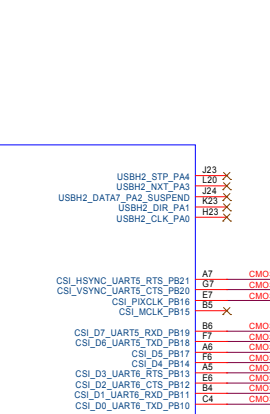 USBH2_STP_PA4 J23
USBH2_NXT_PA3 L20
USBH2_DATA7_PA2_SUSPEND J24
USBH2_DIR_PA1 K23
USBH2_CLK_PA0 H23
CSI_HSYNC_UART5_RTS_PB21 A7 CMO
CSI_VSYNC_UART5_CTS_PB20 G7 CMO
CSI_PIXCLK_PB16 E7 CMO
CSI_MCLK_PB15 B5
CSI_D7_UART5_RXD_PB19 B6 CMO
CSI_D6_UART5_TXD_PB18 F7 CMO
CSI_D5_PB17 A6 CMO
CSI_D4_PB14 F6 CMO
CSI_D3_UART6_RTS_PB13 A5 CMO
CSI_D2_UART6_CTS_PB12 E6 CMO
CSI_D1_UART6_RXD_PB11 B4 CMO
CSI_D0_UART6_TXD_PB10 C4 CMO